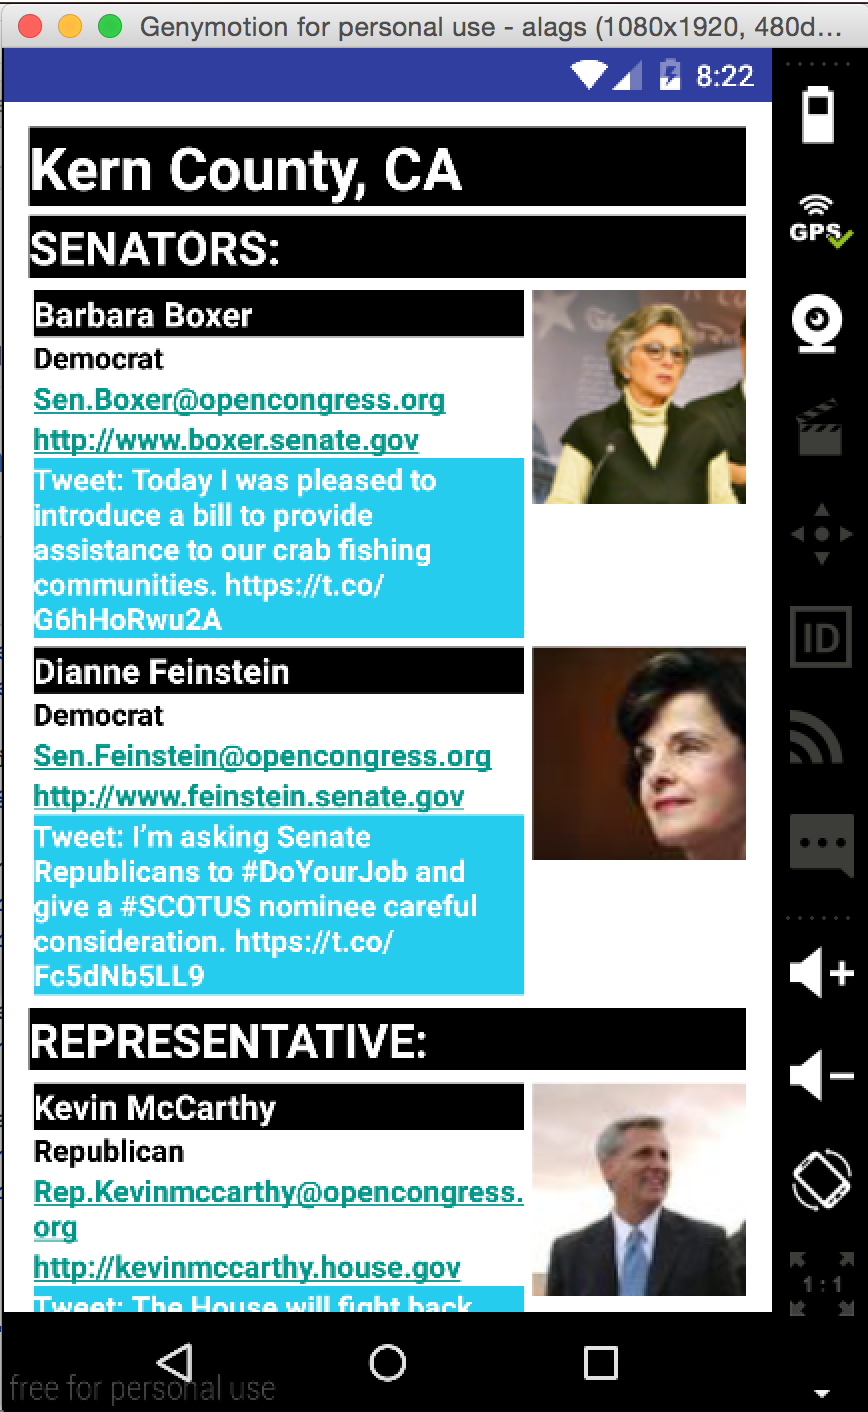 Genymotion for personal use - alags (1080x1920, 480d...
8:22
Kern County, CA
GPS
SENATORS:
Barbara Boxer
Democrat
Sen.Boxer@opencongress.org
http://www.boxer.senate.gov
Tweet: Today I was pleased to
introduce a bill to provide
assistance to our crab fishing
communities. https://t.co/
G6hHoRwu2A
ID
Dianne Feinstein
Democrat
Sen.Feinstein@opencongress.org
http://www.feinstein.senate.gov
Tweet: I’m asking Senate
Republicans to #DoYourJob and
give a #SCOTUS nominee careful
consideration. https://t.co/
Fc5dNb5LL9
REPRESENTATIVE:
Kevin McCarthy
Republican
Rep.Kevinmccarthy@opencongress.
org
http://kevinmccarthy.house.gov
Tweet: The House will fight back
1:1
free for personal use